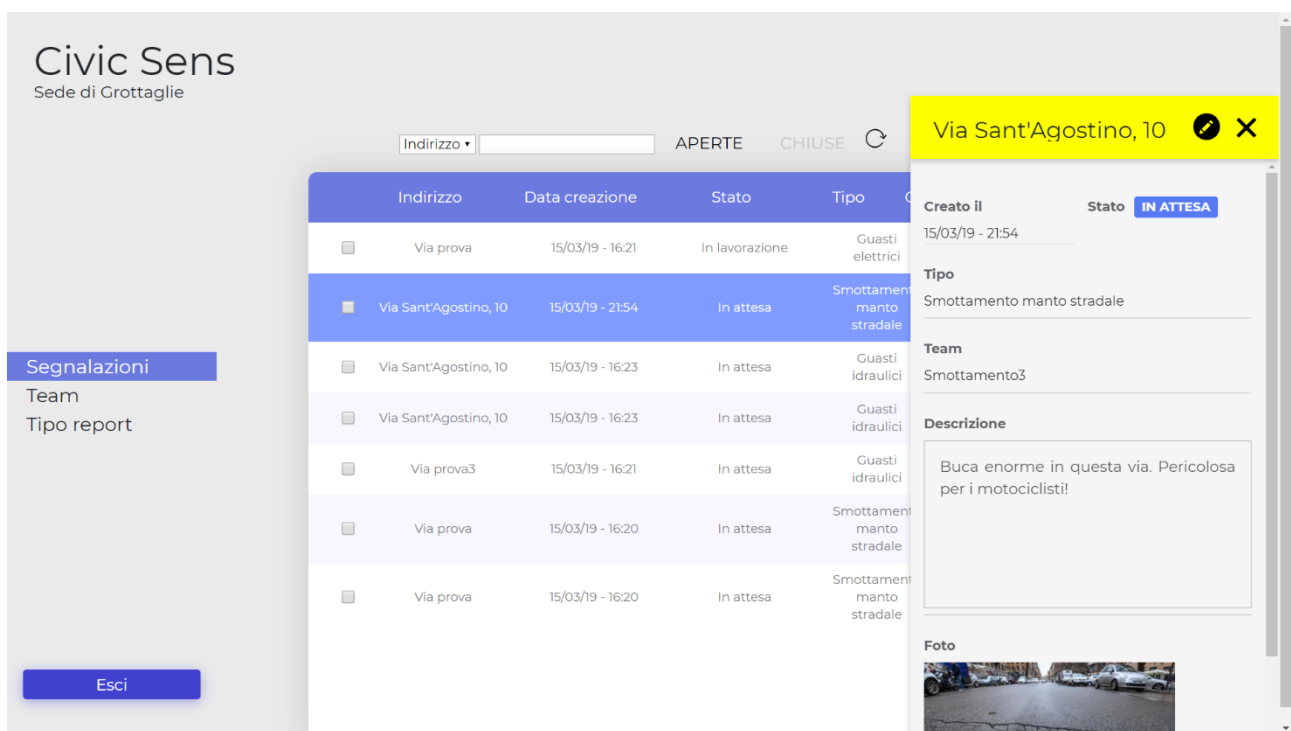 Civic Sens
Sede di Grottaglie
Indirizzo
APERTE
CHIUSE
Indirizzo Data creazione Stato Tipo
Via prova 15/03/19 - 16:21 In lavorazione Guasti
elettrici
Via Sant'Agostino, 10 15/03/19 - 21:54 In attesa Smottament
manto
stradale
Via Sant'Agostino, 10 15/03/19 - 16:23 In attesa Guasti
idraulici
Via Sant'Agostino, 10 15/03/19 - 16:23 In attesa Guasti
idraulici
Via prova3 15/03/19 - 16:21 In attesa Guasti
idraulici
Via prova 15/03/19 - 16:20 In attesa Smottament
manto
stradale
Via prova 15/03/19 - 16:20 In attesa Smottament
manto
stradale
Segnalazioni
Team
Tipo report
Esci
Via Sant'Agostino, 10
Creato il Stato IN ATTESA
15/03/19 - 21:54
Tipo
Smottamento manto stradale
Team
Smottamento3
Descrizione
Buca enorme in questa via. Pericolosa
per i motociclisti!
Foto